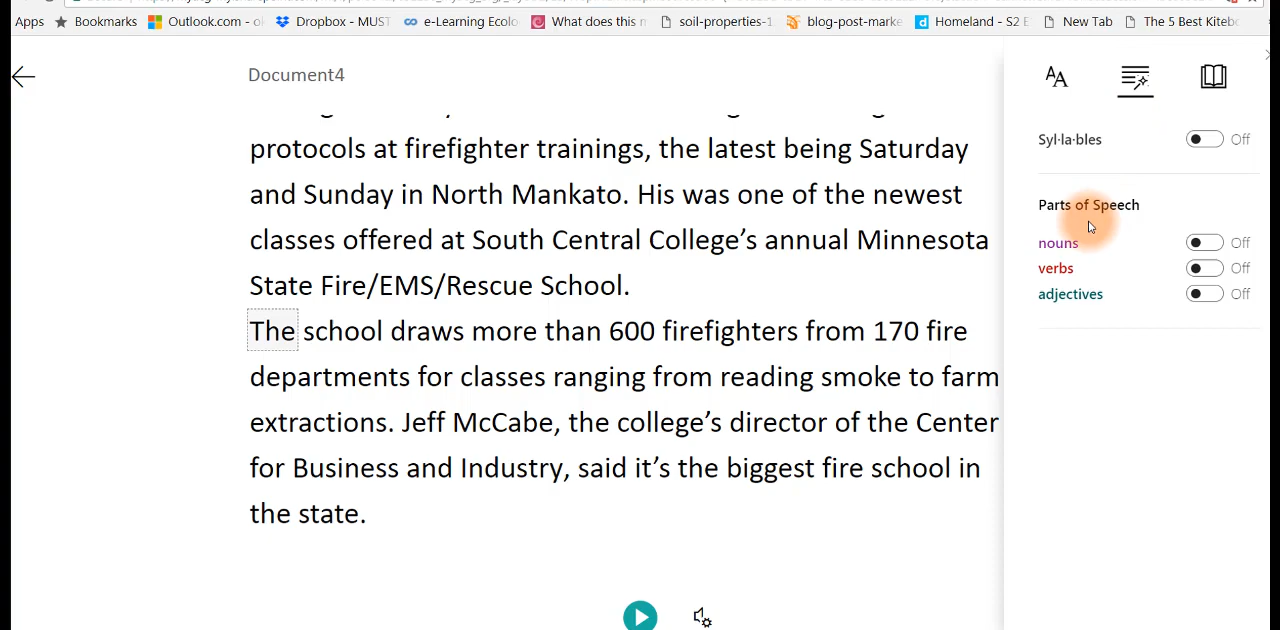 Apps Bookmarks Outlook.com - Dropbox - MUST e-Learning Ecolo What does this soil-properties-1 blog-post-marke Homeland - S2 E New Tab The 5 Best Kitebo
Document4
AA
protocols at firefighter trainings, the latest being Saturday
and Sunday in North Mankato. His was one of the newest
classes offered at South Central College’s annual Minnesota
State Fire/EMS/Rescue School.
The school draws more than 600 firefighters from 170 fire
departments for classes ranging from reading smoke to farm
extractions. Jeff McCabe, the college’s director of the Center
for Business and Industry, said it’s the biggest fire school in
the state.
Syl·la·bles Off
Parts of Speech
nouns Off
verbs Off
adjectives Off